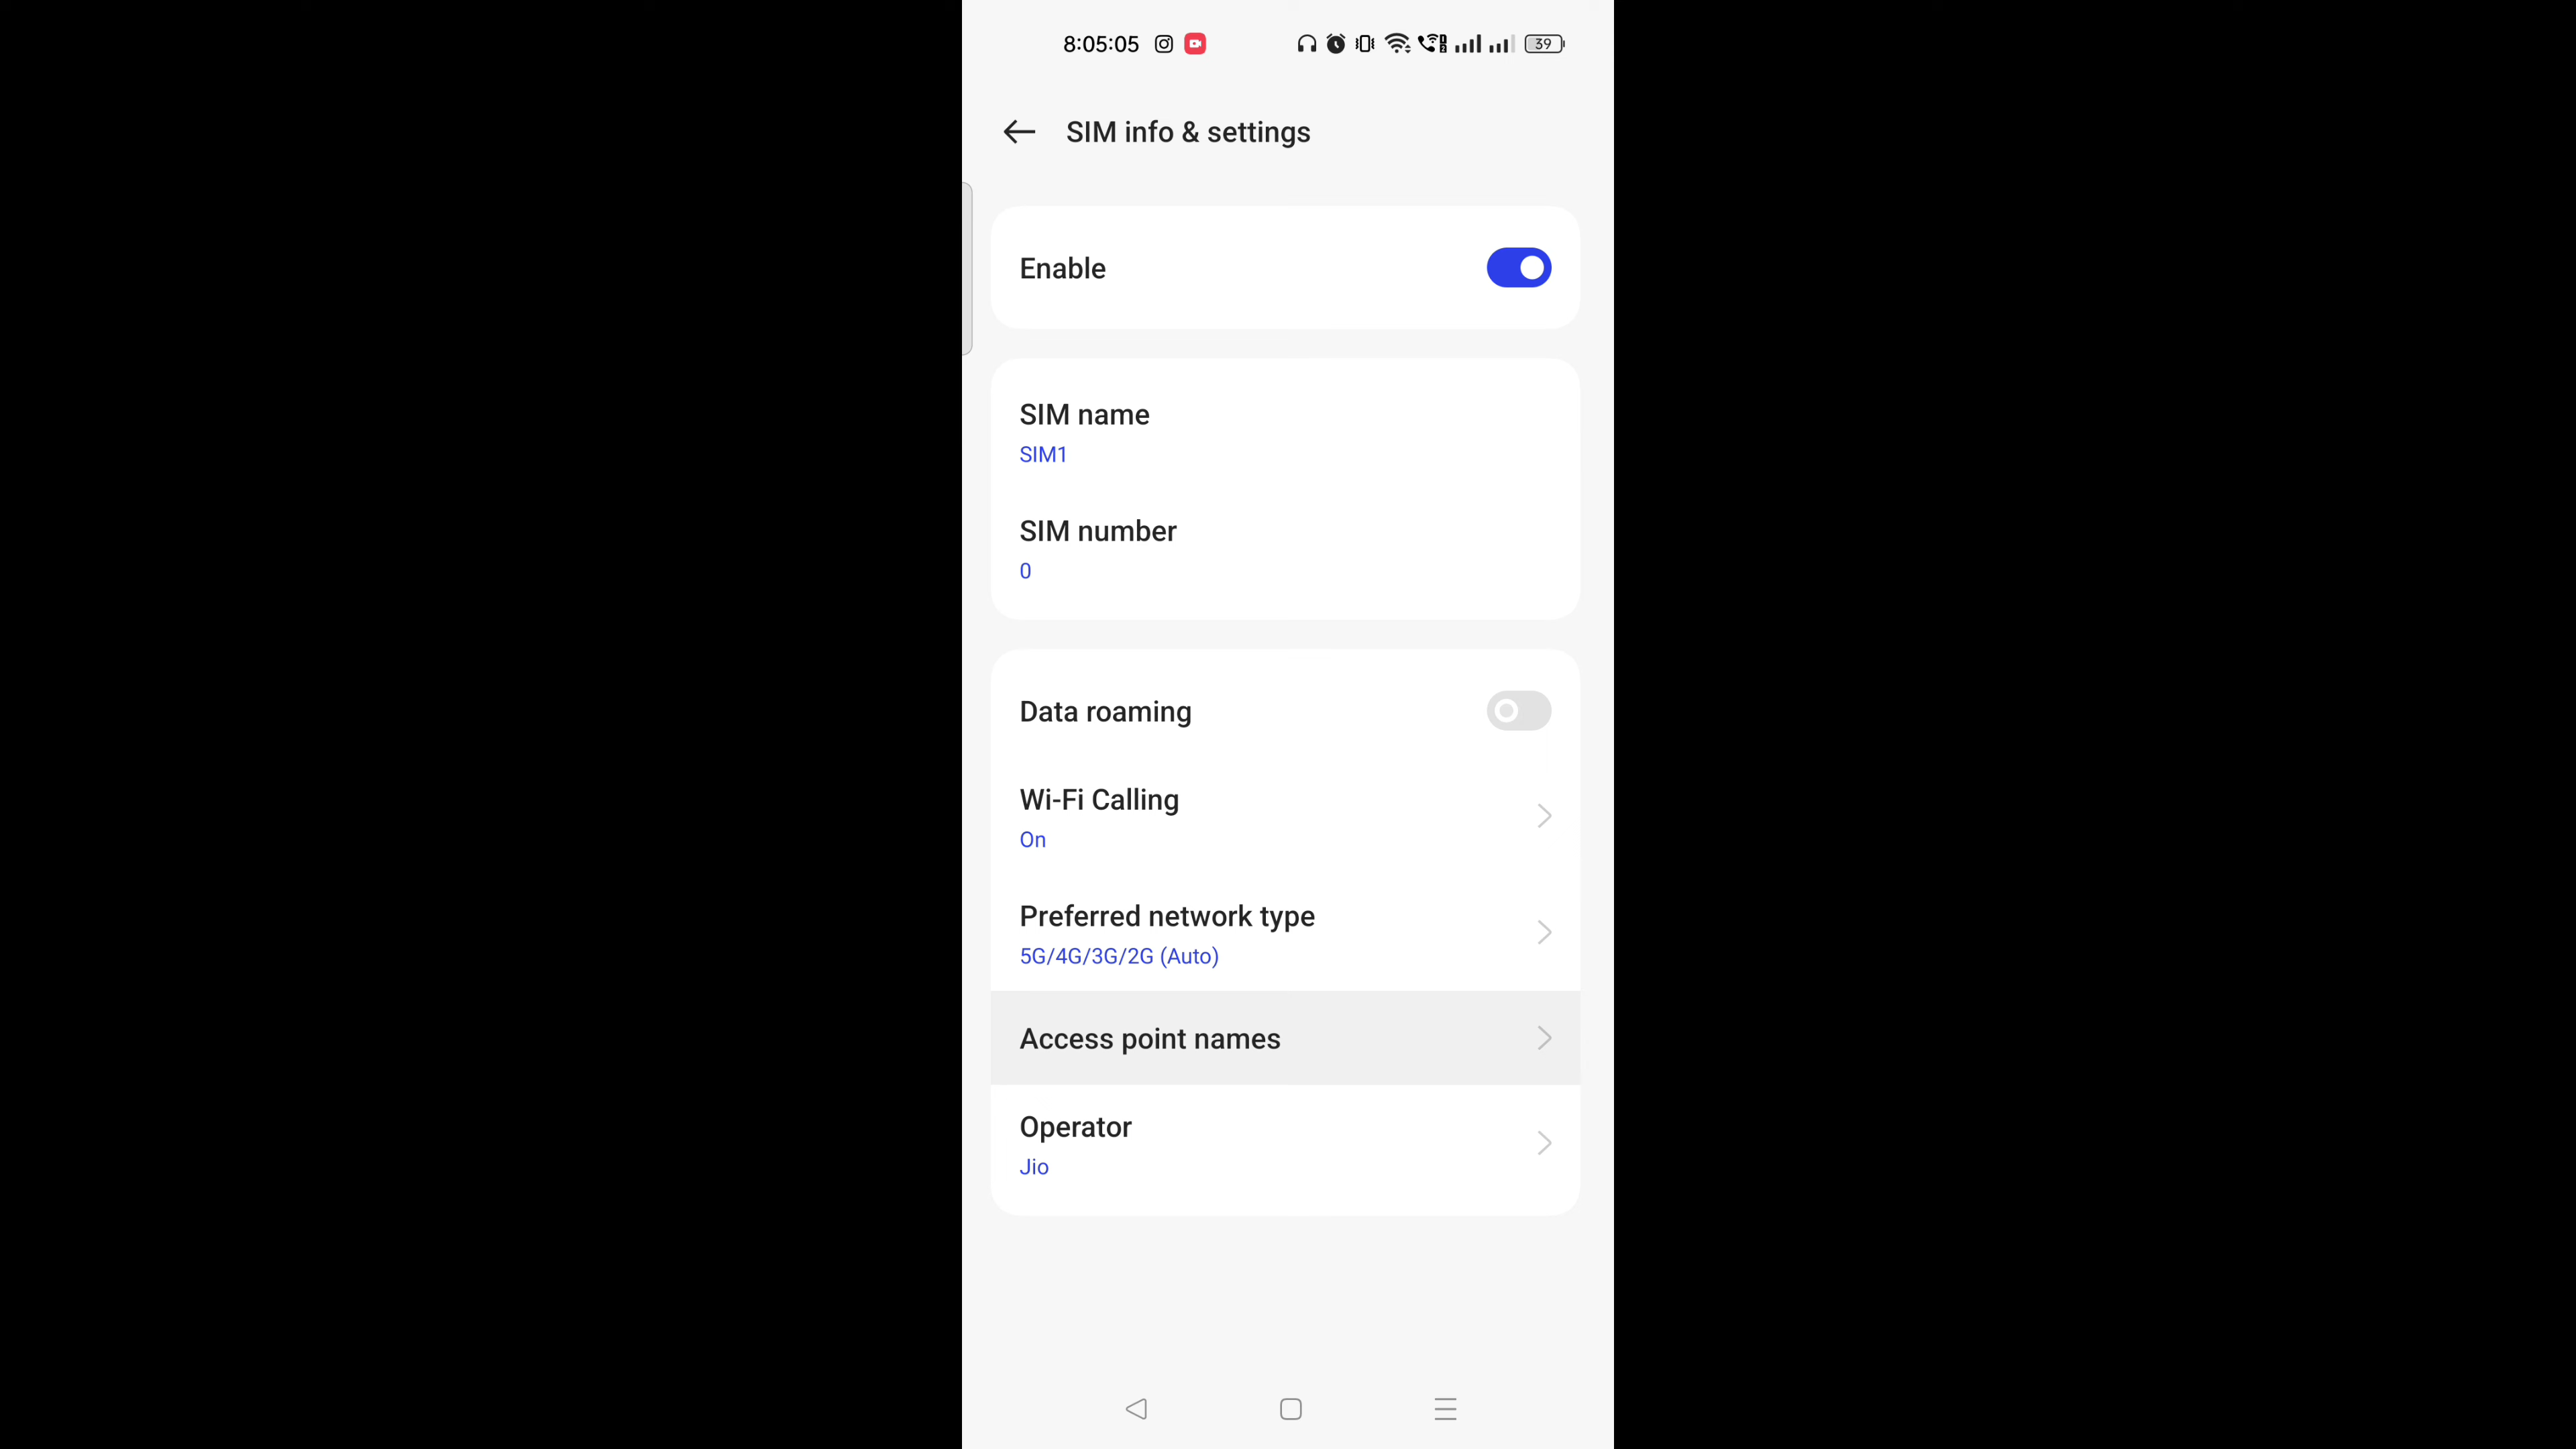 8:05:05
39
SIM info & settings
Enable
SIM name
SIM1
SIM number
0
Data roaming
Wi-Fi Calling
On
Preferred network type
5G/4G/3G/2G (Auto)
Access point names
Operator
Jio